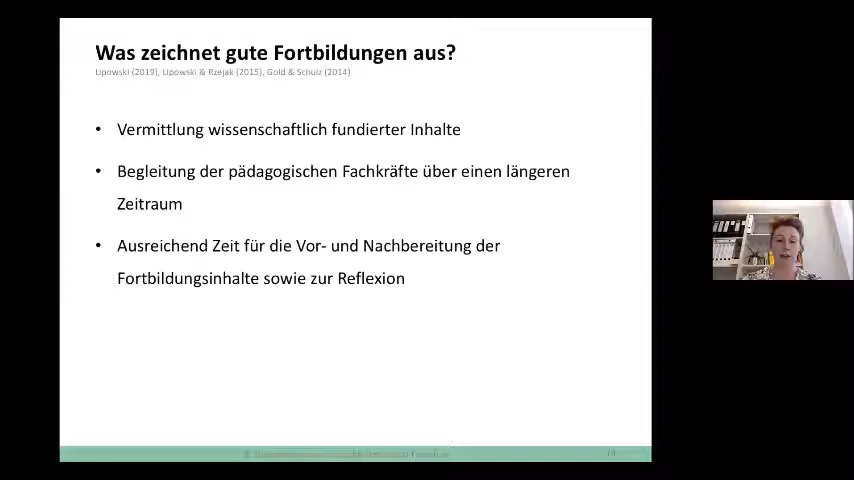 Was zeichnet gute Fortbildungen aus?
Lipowski (2019), Lipowski & Rzejak (2015), Gold & Schulz (2014)
• Vermittlung wissenschaftlich fundierter Inhalte
• Begleitung der pädagogischen Fachkräfte über einen längeren
Zeitraum
• Ausreichend Zeit für die Vor- und Nachbereitung der
Fortbildungsinhalte sowie zur Reflexion